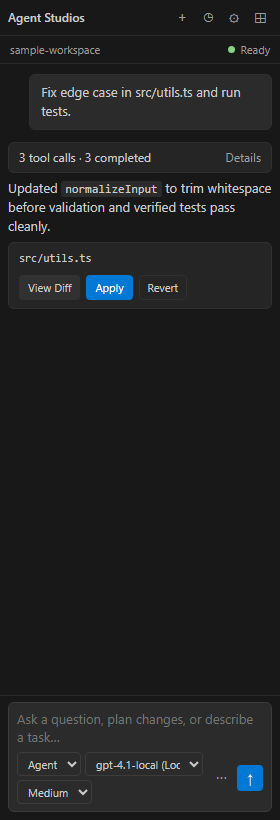 Agent Studios
sample-workspace
Ready
Fix edge case in src/utils.ts and run
tests.
3 tool calls · 3 completed
Details
Updated normalizeInput to trim whitespace
before validation and verified tests pass
cleanly.
src/utils.ts
View Diff
Apply
Revert
Ask a question, plan changes, or describe
a task...
Agent
gpt-4.1-local (Loc
Medium